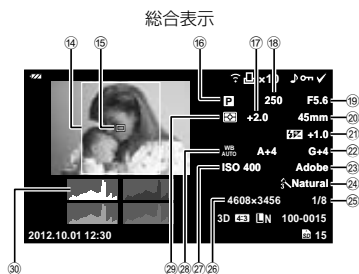 総合表示
⑭ ⑮ ⑯ ⑰ ⑱
×10
P 250 F5.6 ⑲
+2.0 45mm ⑳
+1.0 ㉑
WB AUTO A+4 G+4 ㉒
ISO 400 Adobe ㉓
Natural ㉔
4608×3456 1/8 ㉕
3D 4:3 LN 100-0015
2012.10.01 12:30 SD 15
㉚ ㉙ ㉘ ㉗ ㉖